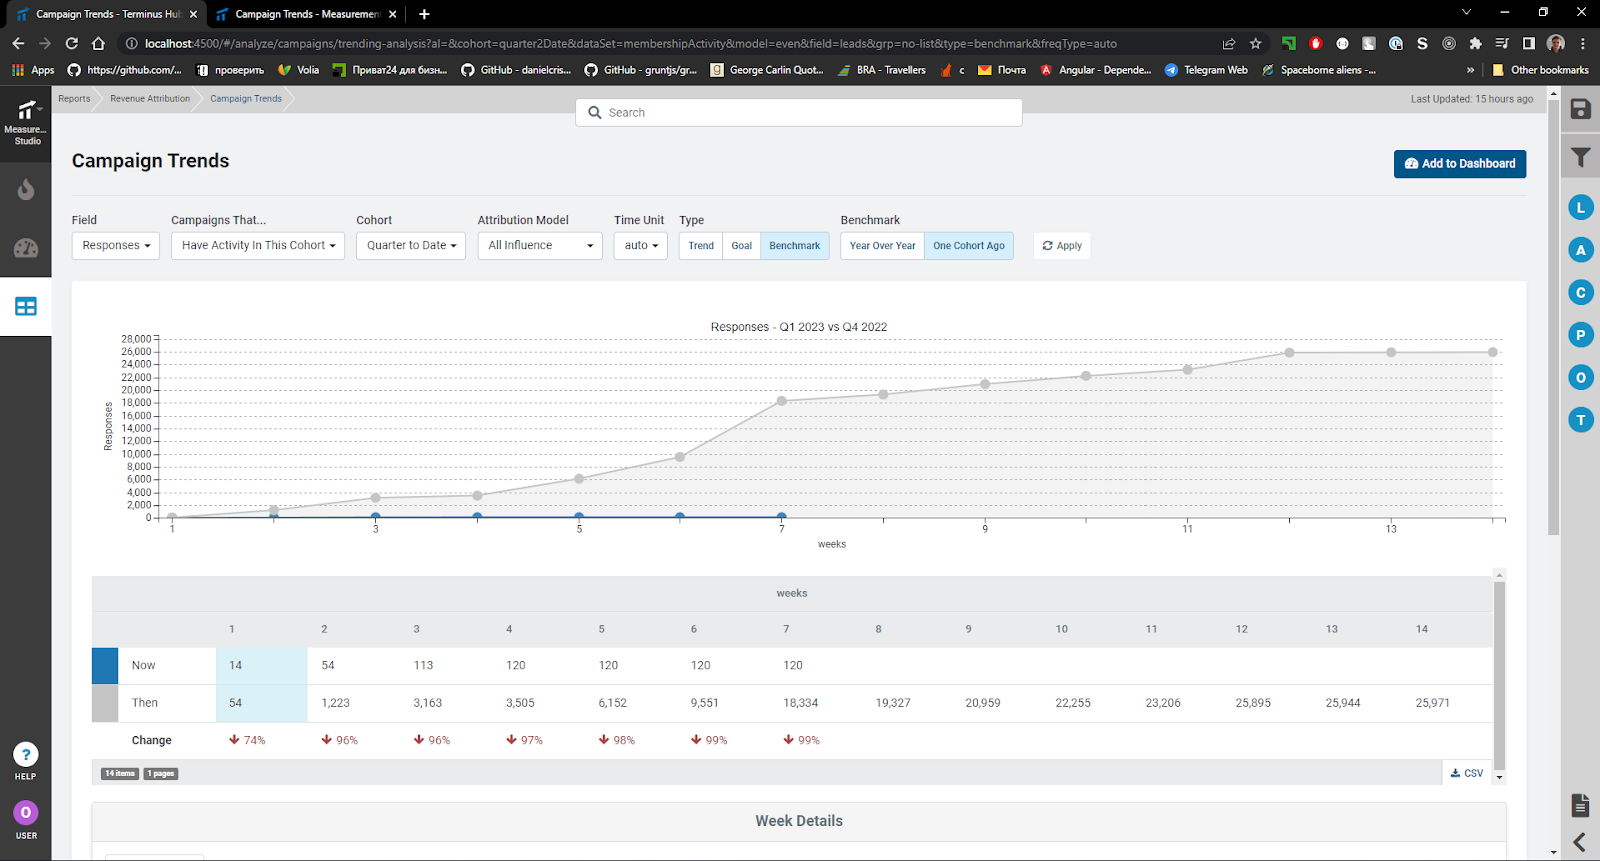 Campaign Trends - Terminus Hub
Campaign Trends - Measuremen
localhost:4500/#/analyze/campaigns/trending-analysis?al=&cohort=quarter2Date&dataSet=membershipActivity&model=even&field=leads&grp=no-list&type=benchmark&freqType=auto
Apps
https://github.com/...
проверить
Volia
Приват24 для бизн...
GitHub - danielcris...
GitHub - gruntjs/gr...
George Carlin Quot...
BRA - Travellers
c
Почта
Angular - Depende...
Telegram Web
Spaceborne aliens -...
»
Other bookmarks
Measure...
Studio
Reports
Revenue Attribution
Campaign Trends
Search
Last Updated: 15 hours ago
Campaign Trends
Add to Dashboard
Field
Campaigns That...
Cohort
Attribution Model
Time Unit
Type
Benchmark
Responses
Have Activity In This Cohort
Quarter to Date
All Influence
auto
Trend
Goal
Benchmark
Year Over Year
One Cohort Ago
Apply
L
A
C
P
O
T
Responses - Q1 2023 vs Q4 2022
28,000
26,000
24,000
22,000
20,000
18,000
16,000
14,000
12,000
10,000
8,000
6,000
4,000
2,000
0
Responses
1 3 5 7 9 11 13
weeks
weeks
1 2 3 4 5 6 7 8 9 10 11 12 13 14
Now 14 54 113 120 120 120 120
Then 54 1,223 3,163 3,505 6,152 9,551 18,334 19,327 20,959 22,255 23,206 25,895 25,944 25,971
Change 74% 96% 96% 97% 98% 99% 99%
14 items 1 pages
CSV
Week Details
?
HELP
O
USER